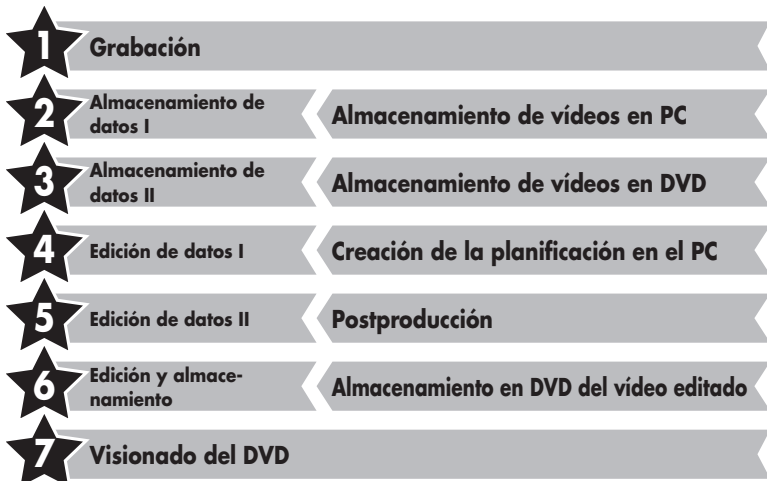 1 Grabación
2 Almacenamiento de
datos I
Almacenamiento de vídeos en PC
3 Almacenamiento de
datos II
Almacenamiento de vídeos en DVD
4 Edición de datos I
Creación de la planificación en el PC
5 Edición de datos II
Postproducción
6 Edición y almace-
namiento
Almacenamiento en DVD del vídeo editado
7 Visionado del DVD